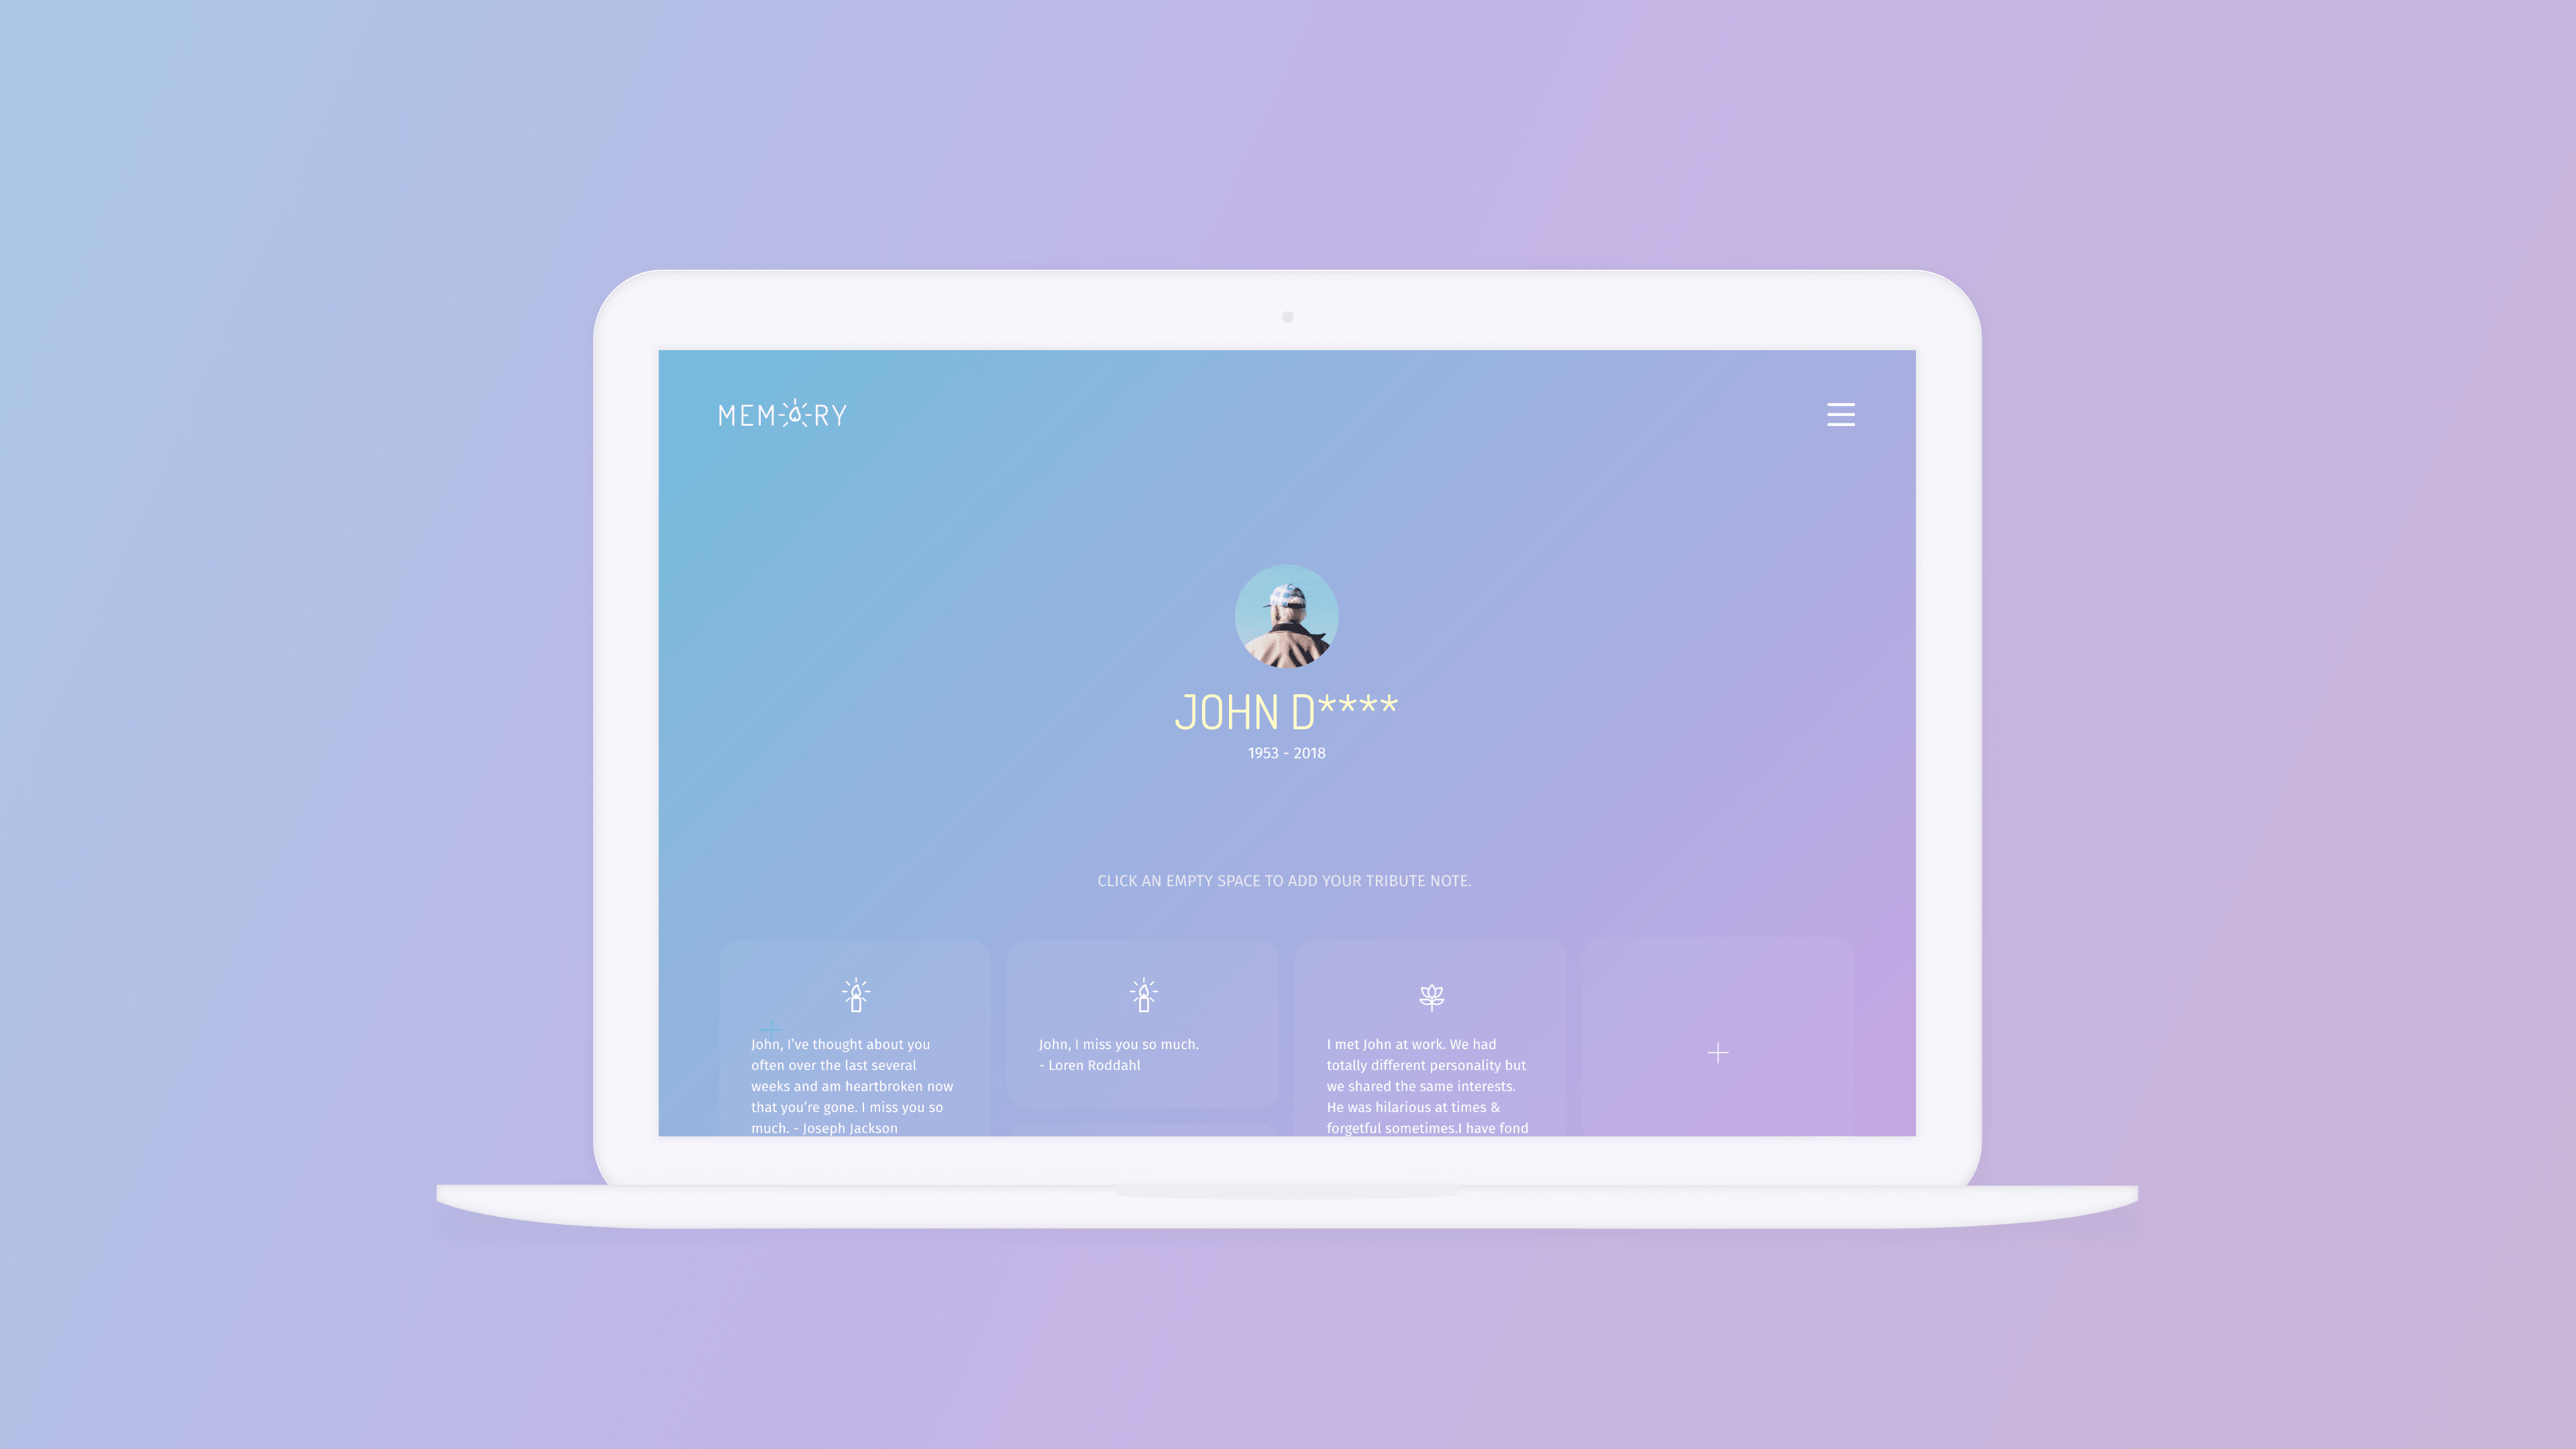 MEMORY
JOHN D****
1953 - 2018
CLICK AN EMPTY SPACE TO ADD YOUR TRIBUTE NOTE.
John, I've thought about you
often over the last several
weeks and am heartbroken now
that you're gone. I miss you so
much. - Joseph Jackson
John, I miss you so much.
- Loren Roddahl
I met John at work. We had
totally different personality but
we shared the same interests.
He was hilarious at times &
forgetful sometimes.I have fond